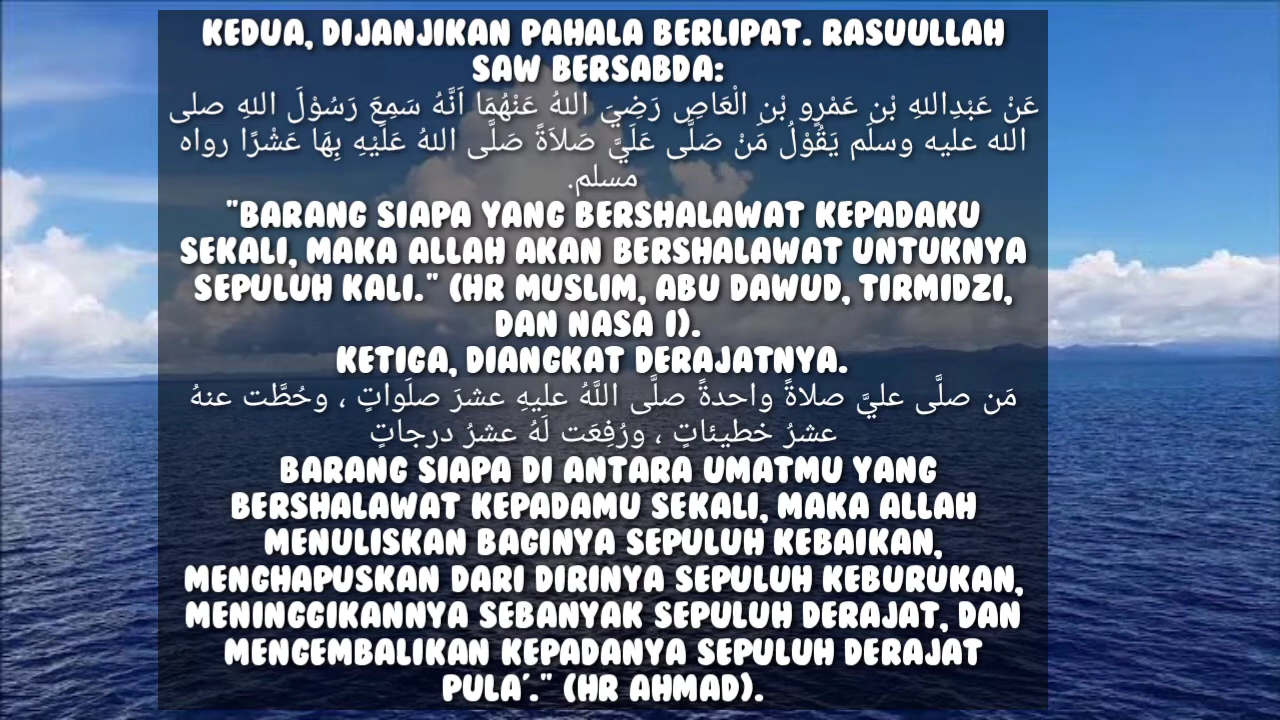 KEDUA, DIJANJIKAN PAHALA BERLIPAT. RASUULLAH
SAW BERSABDA:
عَنْ عَبْدِاللهِ بْنِ عَمْرِو بْنِ الْعَاصِ رَضِيَ اللهُ عَنْهُمَا اَنَّهُ سَمِعَ رَسُوْلَ اللهِ صلى
الله عليه وسلم يَقُوْلُ مَنْ صَلَّى عَلَيَّ صَلاَةً صَلَّى اللهُ عَلَيْهِ بِهَا عَشْرًا رواه
مسلم.
"BARANG SIAPA YANG BERSHALAWAT KEPADAKU
SEKALI, MAKA ALLAH AKAN BERSHALAWAT UNTUKNYA
SEPULUH KALI." (HR MUSLIM, ABU DAWUD, TIRMIDZI,
DAN NASA I).
KETIGA, DIANGKAT DERAJATNYA.
مَن صلَّى عليَّ صلاةً واحدةً صلَّى اللَّهُ عليهِ عشرَ صلَواتٍ ، وحُطَّت عنهُ
عشرُ خطيئاتٍ ، ورُفِعَت لَهُ عشرُ درجاتٍ
BARANG SIAPA DI ANTARA UMATMU YANG
BERSHALAWAT KEPADAMU SEKALI, MAKA ALLAH
MENULISKAN BAGINYA SEPULUH KEBAIKAN,
MENGHAPUSKAN DARI DIRINYA SEPULUH KEBURUKAN,
MENINGGIKANNYA SEBANYAK SEPULUH DERAJAT, DAN
MENGEMBALIKAN KEPADANYA SEPULUH DERAJAT
PULA'." (HR AHMAD).